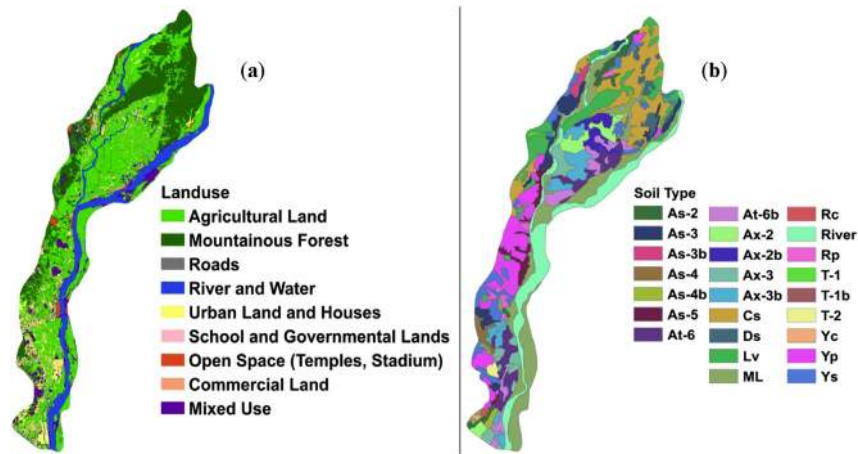 (a)
Landuse
Agricultural Land
Mountainous Forest
Roads
River and Water
Urban Land and Houses
School and Governmental Lands
Open Space (Temples, Stadium)
Commercial Land
Mixed Use
(b)
Soil Type
As-2
As-3
As-3b
As-4
As-4b
As-5
At-6
At-6b
Ax-2
Ax-2b
Ax-3
Ax-3b
Cs
Ds
Lv
ML
Rc
River
Rp
T-1
T-1b
T-2
Yc
Yp
Ys